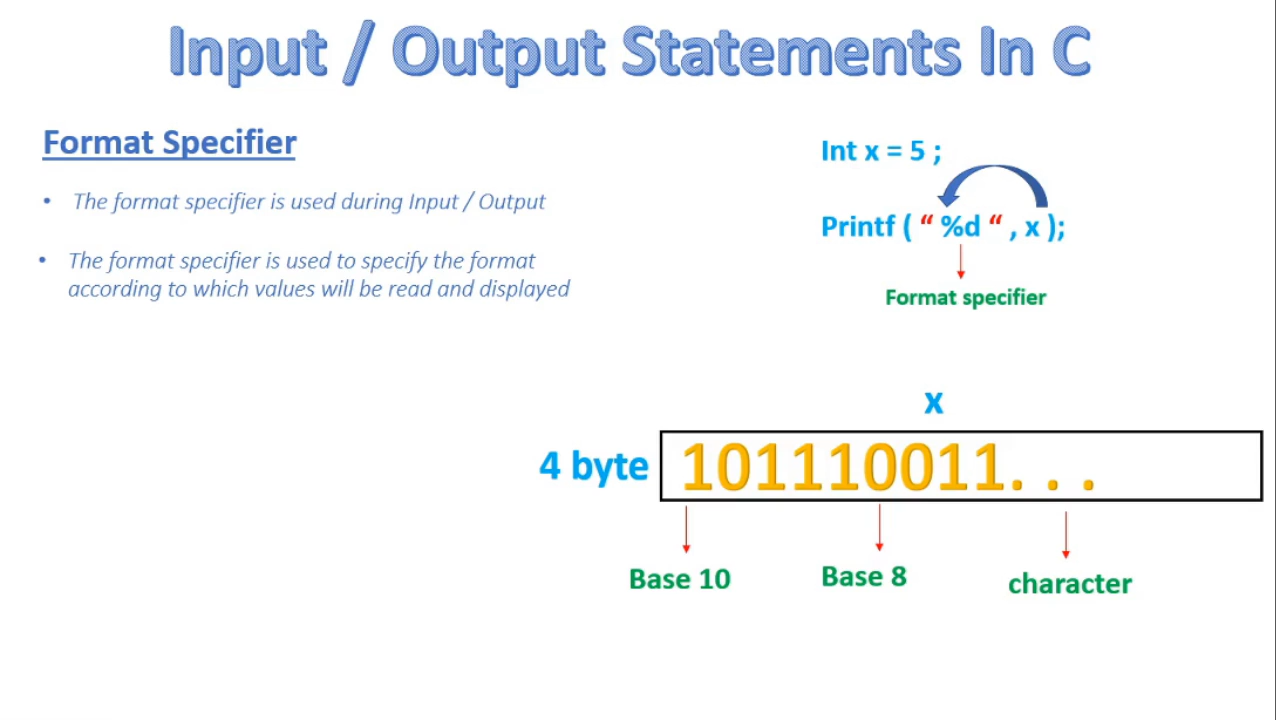 Input / Output Statements In C
Format Specifier
• The format specifier is used during Input / Output
• The format specifier is used to specify the format
according to which values will be read and displayed
Int x = 5 ;
Printf ( “ %d “ , x );
Format specifier
x
4 byte
101110011. . .
Base 10
Base 8
character